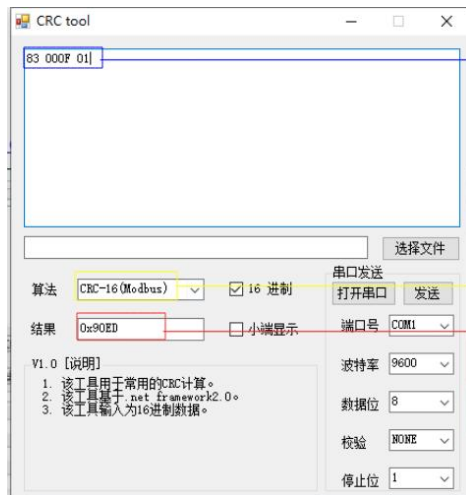 CRC tool
83 000F 01
选择文件
算法 CRC-16(Modbus) 16 进制
结果 0x90ED 小端显示
V1.0 [说明]
1. 该工具用于常用的CRC计算。
2. 该工具基于.net framework2.0。
3. 该工具输入为16进制数据。
串口发送
打开串口 发送
端口号 COM1
波特率 9600
数据位 8
校验 NONE
停止位 1